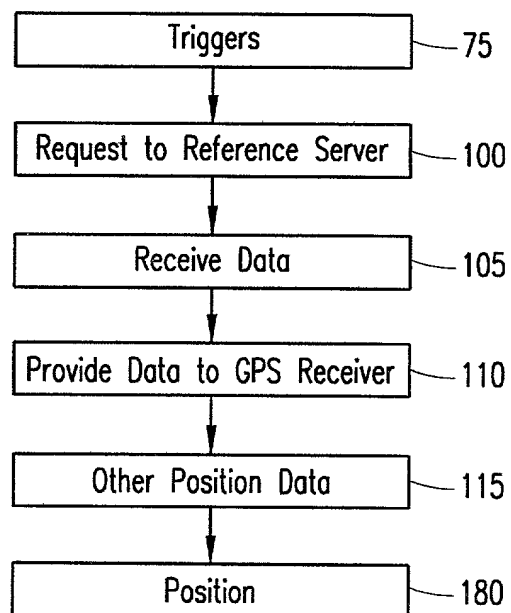 Triggers 75
Request to Reference Server 100
Receive Data 105
Provide Data to GPS Receiver 110
Other Position Data 115
Position 180